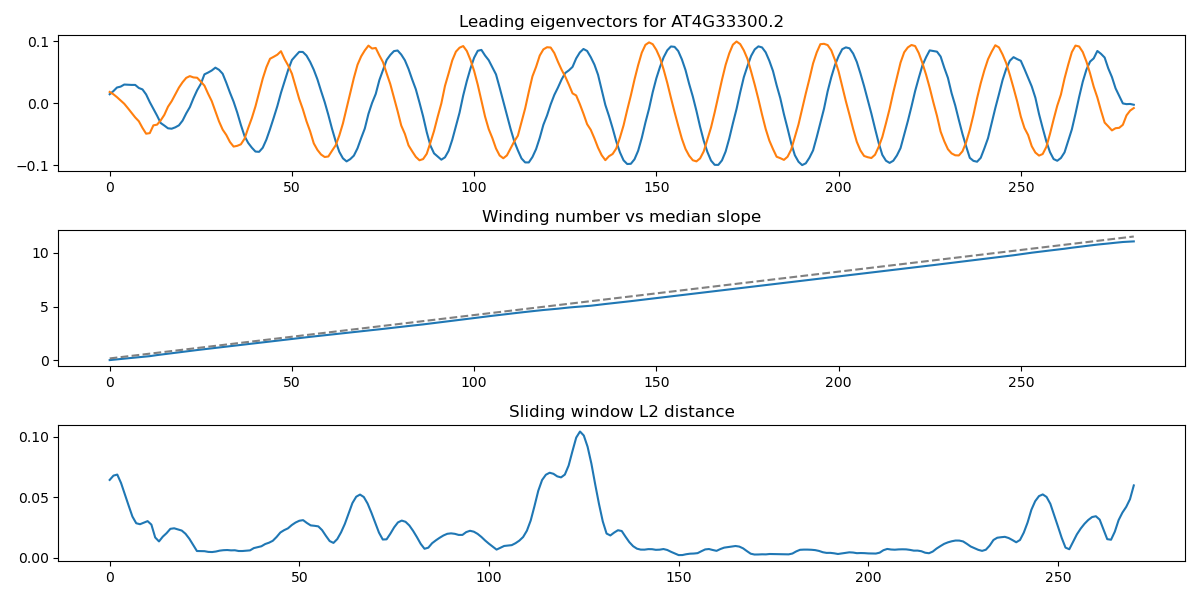 Leading eigenvectors for AT4G33300.2
0.1
0.0
−0.1
0 50 100 150 200 250
Winding number vs median slope
10
5
0
0 50 100 150 200 250
Sliding window L2 distance
0.10
0.05
0.00
0 50 100 150 200 250